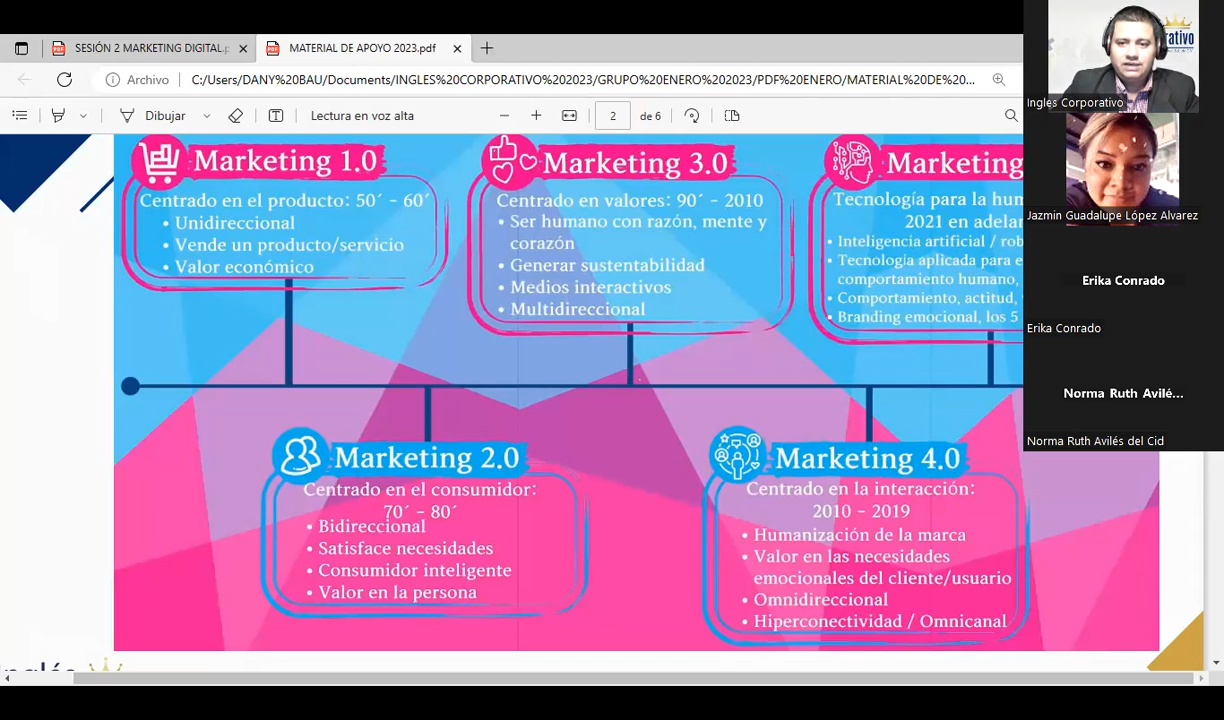 SESIÓN 2 MARKETING DIGITAL.p
MATERIAL DE APOYO 2023.pdf
Archivo
C:/Users/DANY%20BAU/Documents/INGLES%20CORPORATIVO%202023/GRUPO%20ENERO%202023/PDF%20ENERO/MATERIAL%20DE%20...
Dibujar
Lectura en voz alta
2
de 6
Marketing 1.0
Centrado en el producto: 50´ - 60´
• Unidireccional
• Vende un producto/servicio
• Valor económico
Marketing 3.0
Centrado en valores: 90´ - 2010
• Ser humano con razón, mente y
corazón
• Generar sustentabilidad
• Medios interactivos
• Multidireccional
Marketing
Tecnología para la hum
2021 en adelan
• Inteligencia artificial / rob
• Tecnología aplicada para e
comportamiento humano,
• Comportamiento, actitud,
• Branding emocional, los 5
Marketing 2.0
Centrado en el consumidor:
70´ - 80´
• Bidireccional
• Satisface necesidades
• Consumidor inteligente
• Valor en la persona
Marketing 4.0
Centrado en la interacción:
2010 - 2019
• Humanización de la marca
• Valor en las necesidades
emocionales del cliente/usuario
• Omnidireccional
• Hiperconectividad / Omnicanal
Inglés
rativo
Inglés Corporativo
Jazmin Guadalupe López Alvarez
Erika Conrado
Erika Conrado
Norma Ruth Avilé...
Norma Ruth Avilés del Cid